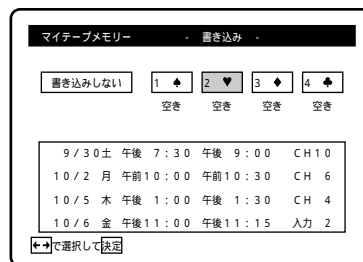 マイテープメモリー - 書き込み -
書き込みしない 1 ♠ 2 ♥ 3 ♦ 4 ♣
空き 空き 空き 空き
9/30土 午後 7:30 午後 9:00 CH10
10/2 月 午前10:00 午前10:30 CH 6
10/5 木 午後 1:00 午後 1:30 CH 4
10/6 金 午後11:00 午後11:15 入力 2
←→で選択して決定